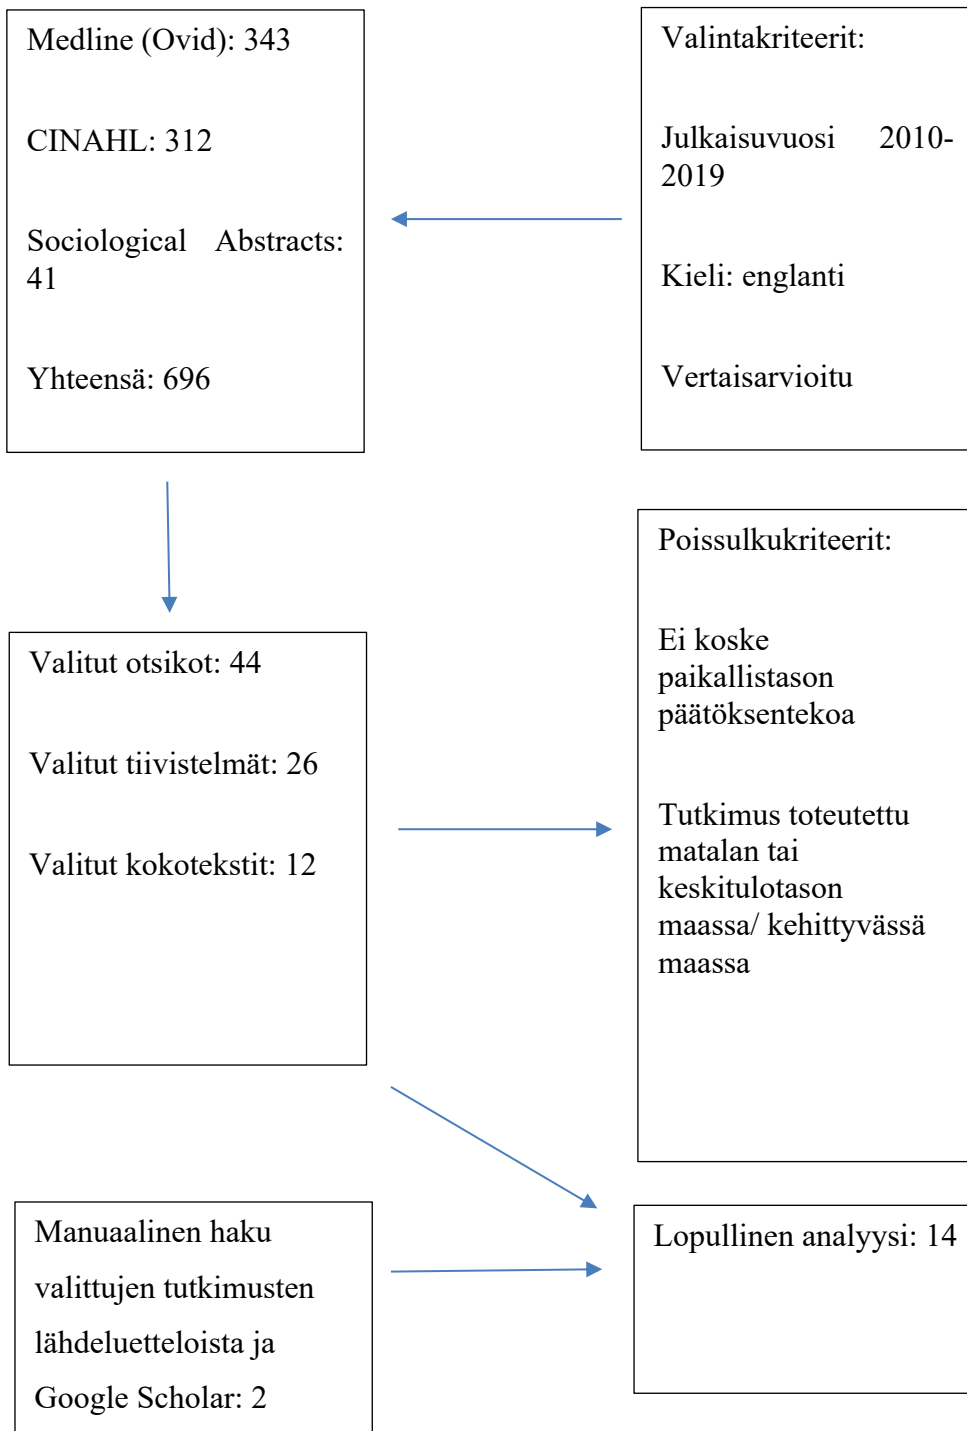 Medline (Ovid): 343
CINAHL: 312
Sociological Abstracts:
41
Yhteensä: 696
Valintakriteerit:
Julkaisuvuosi 2010-
2019
Kieli: englanti
Vertaisarvioitu
Valitut otsikot: 44
Valitut tiivistelmät: 26
Valitut kokotekstit: 12
Poissulkukriteerit:
Ei koske
paikallistason
päätöksentekoa
Tutkimus toteutettu
matalan tai
keskitulotason
maassa/ kehittyvässä
maassa
Manuaalinen haku
valittujen tutkimusten
lähdeluetteloista ja
Google Scholar: 2
Lopullinen analyysi: 14